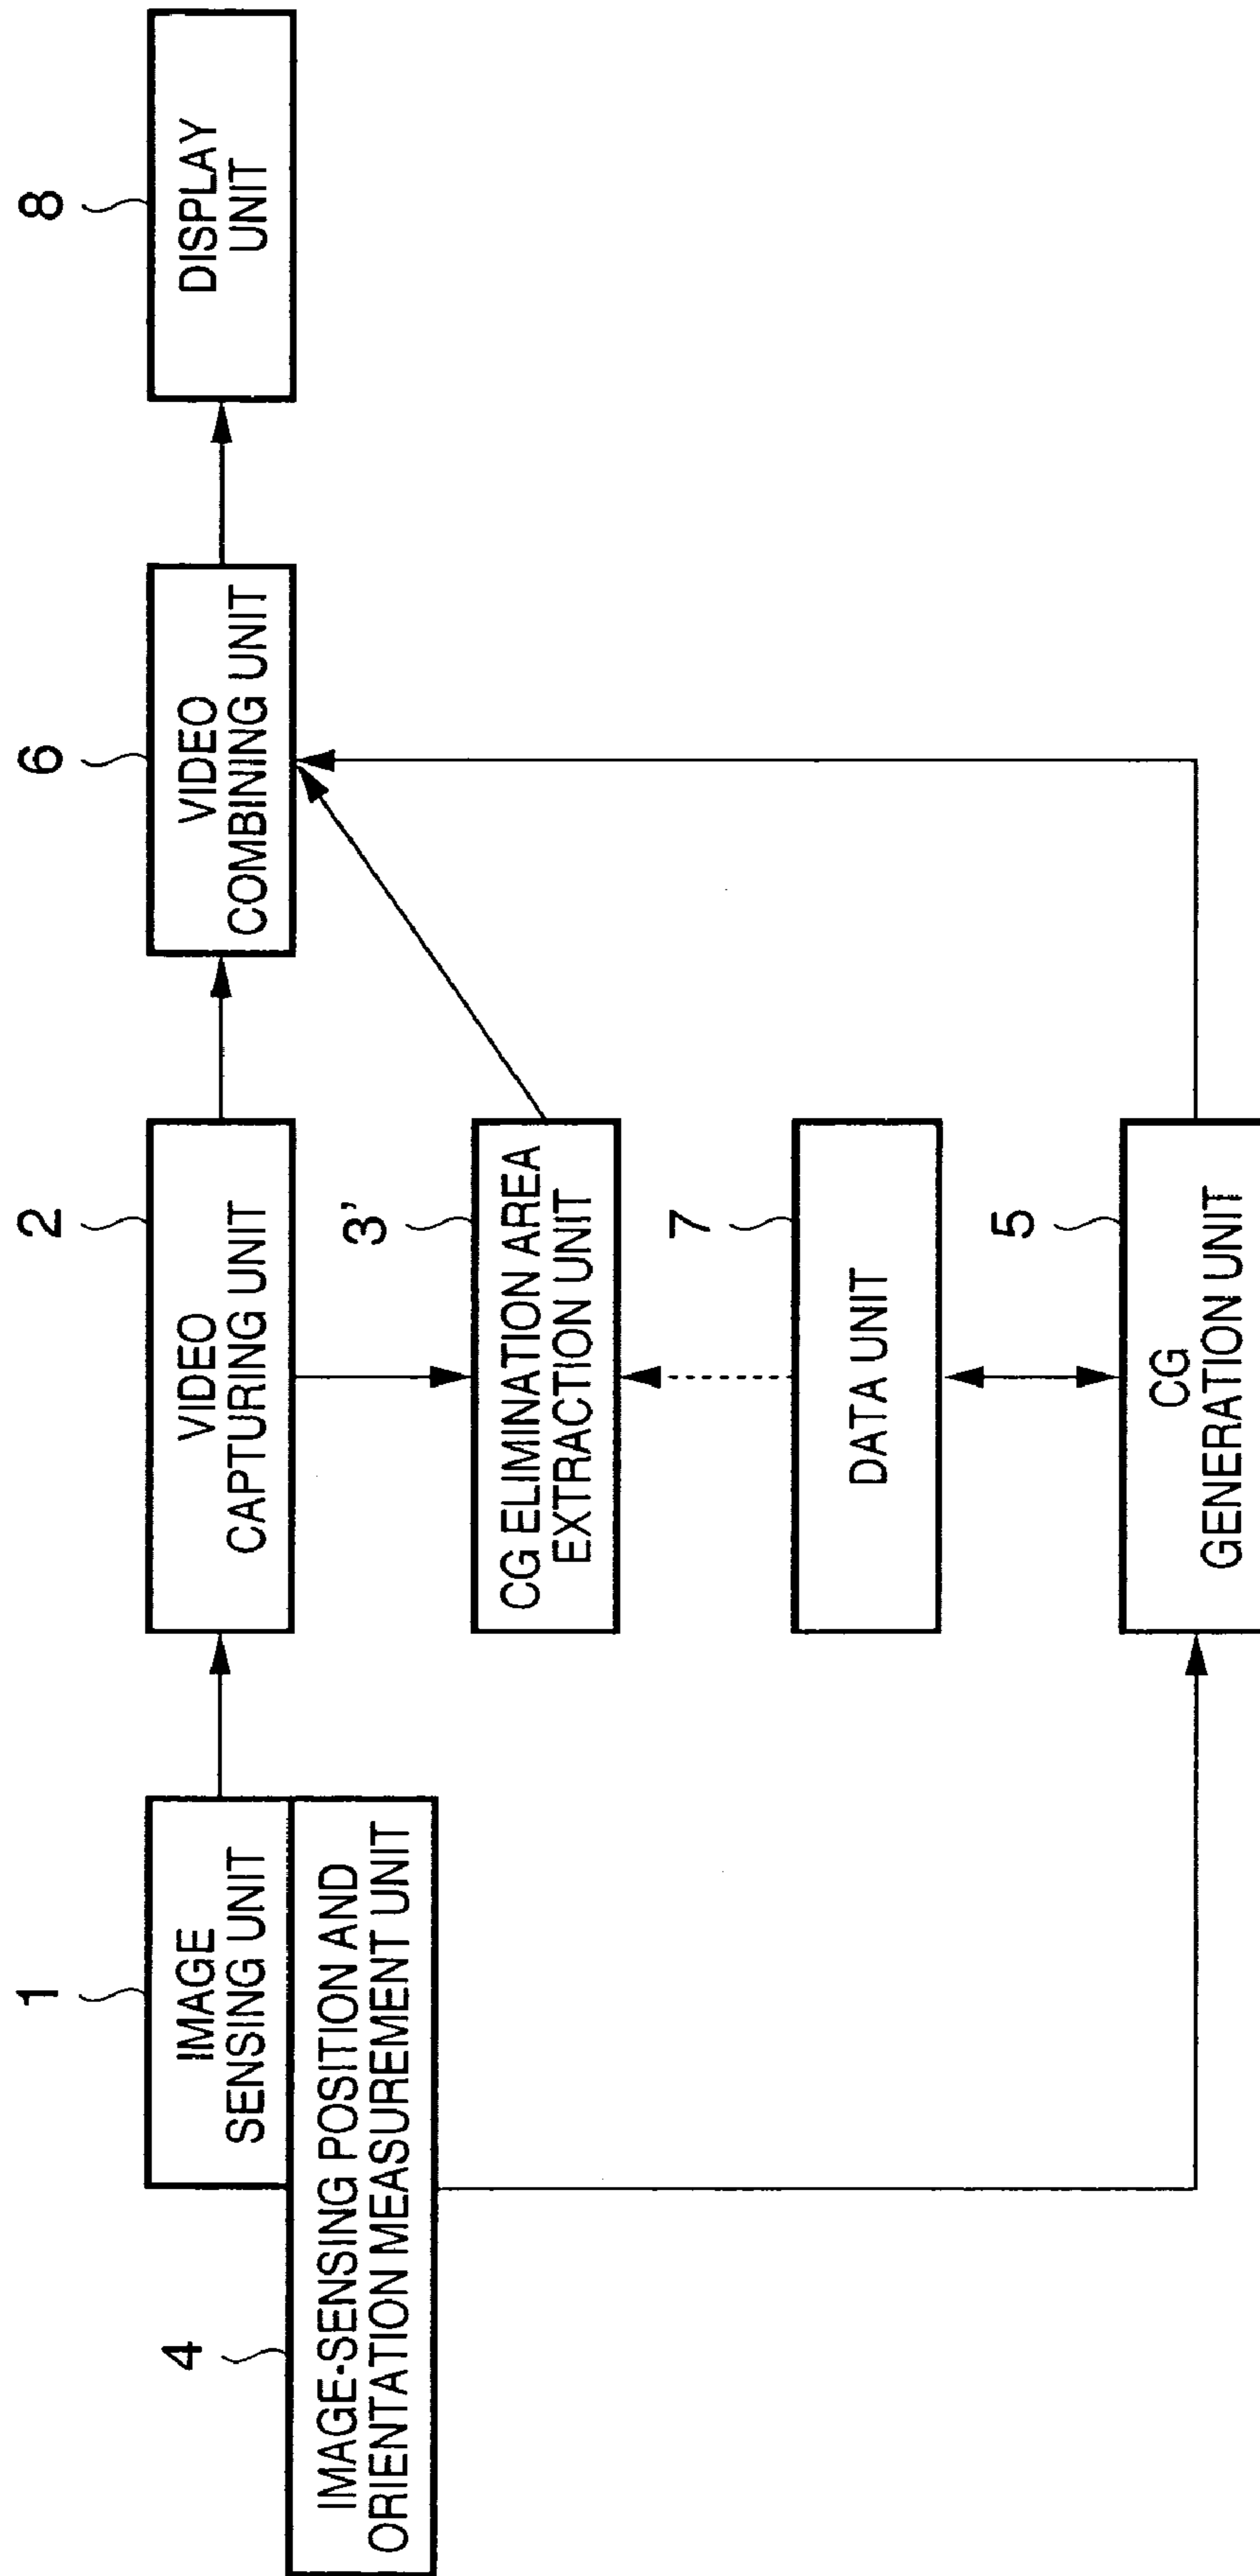 1
IMAGE
SENSING UNIT
4
IMAGE-SENSING POSITION AND
ORIENTATION MEASUREMENT UNIT
2
VIDEO
CAPTURING UNIT
3’
CG ELIMINATION AREA
EXTRACTION UNIT
7
DATA UNIT
5
CG
GENERATION UNIT
6
VIDEO
COMBINING UNIT
8
DISPLAY
UNIT